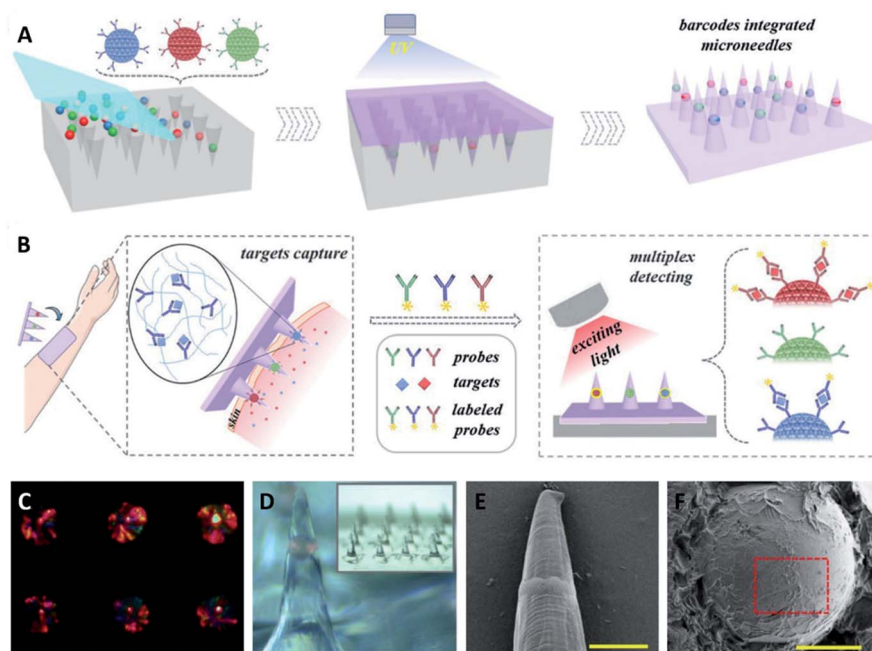 A
UV
barcodes integrated
microneedles
B
targets capture
skin
probes
targets
labeled
probes
multiplex
detecting
exciting
light
C
D
E
F